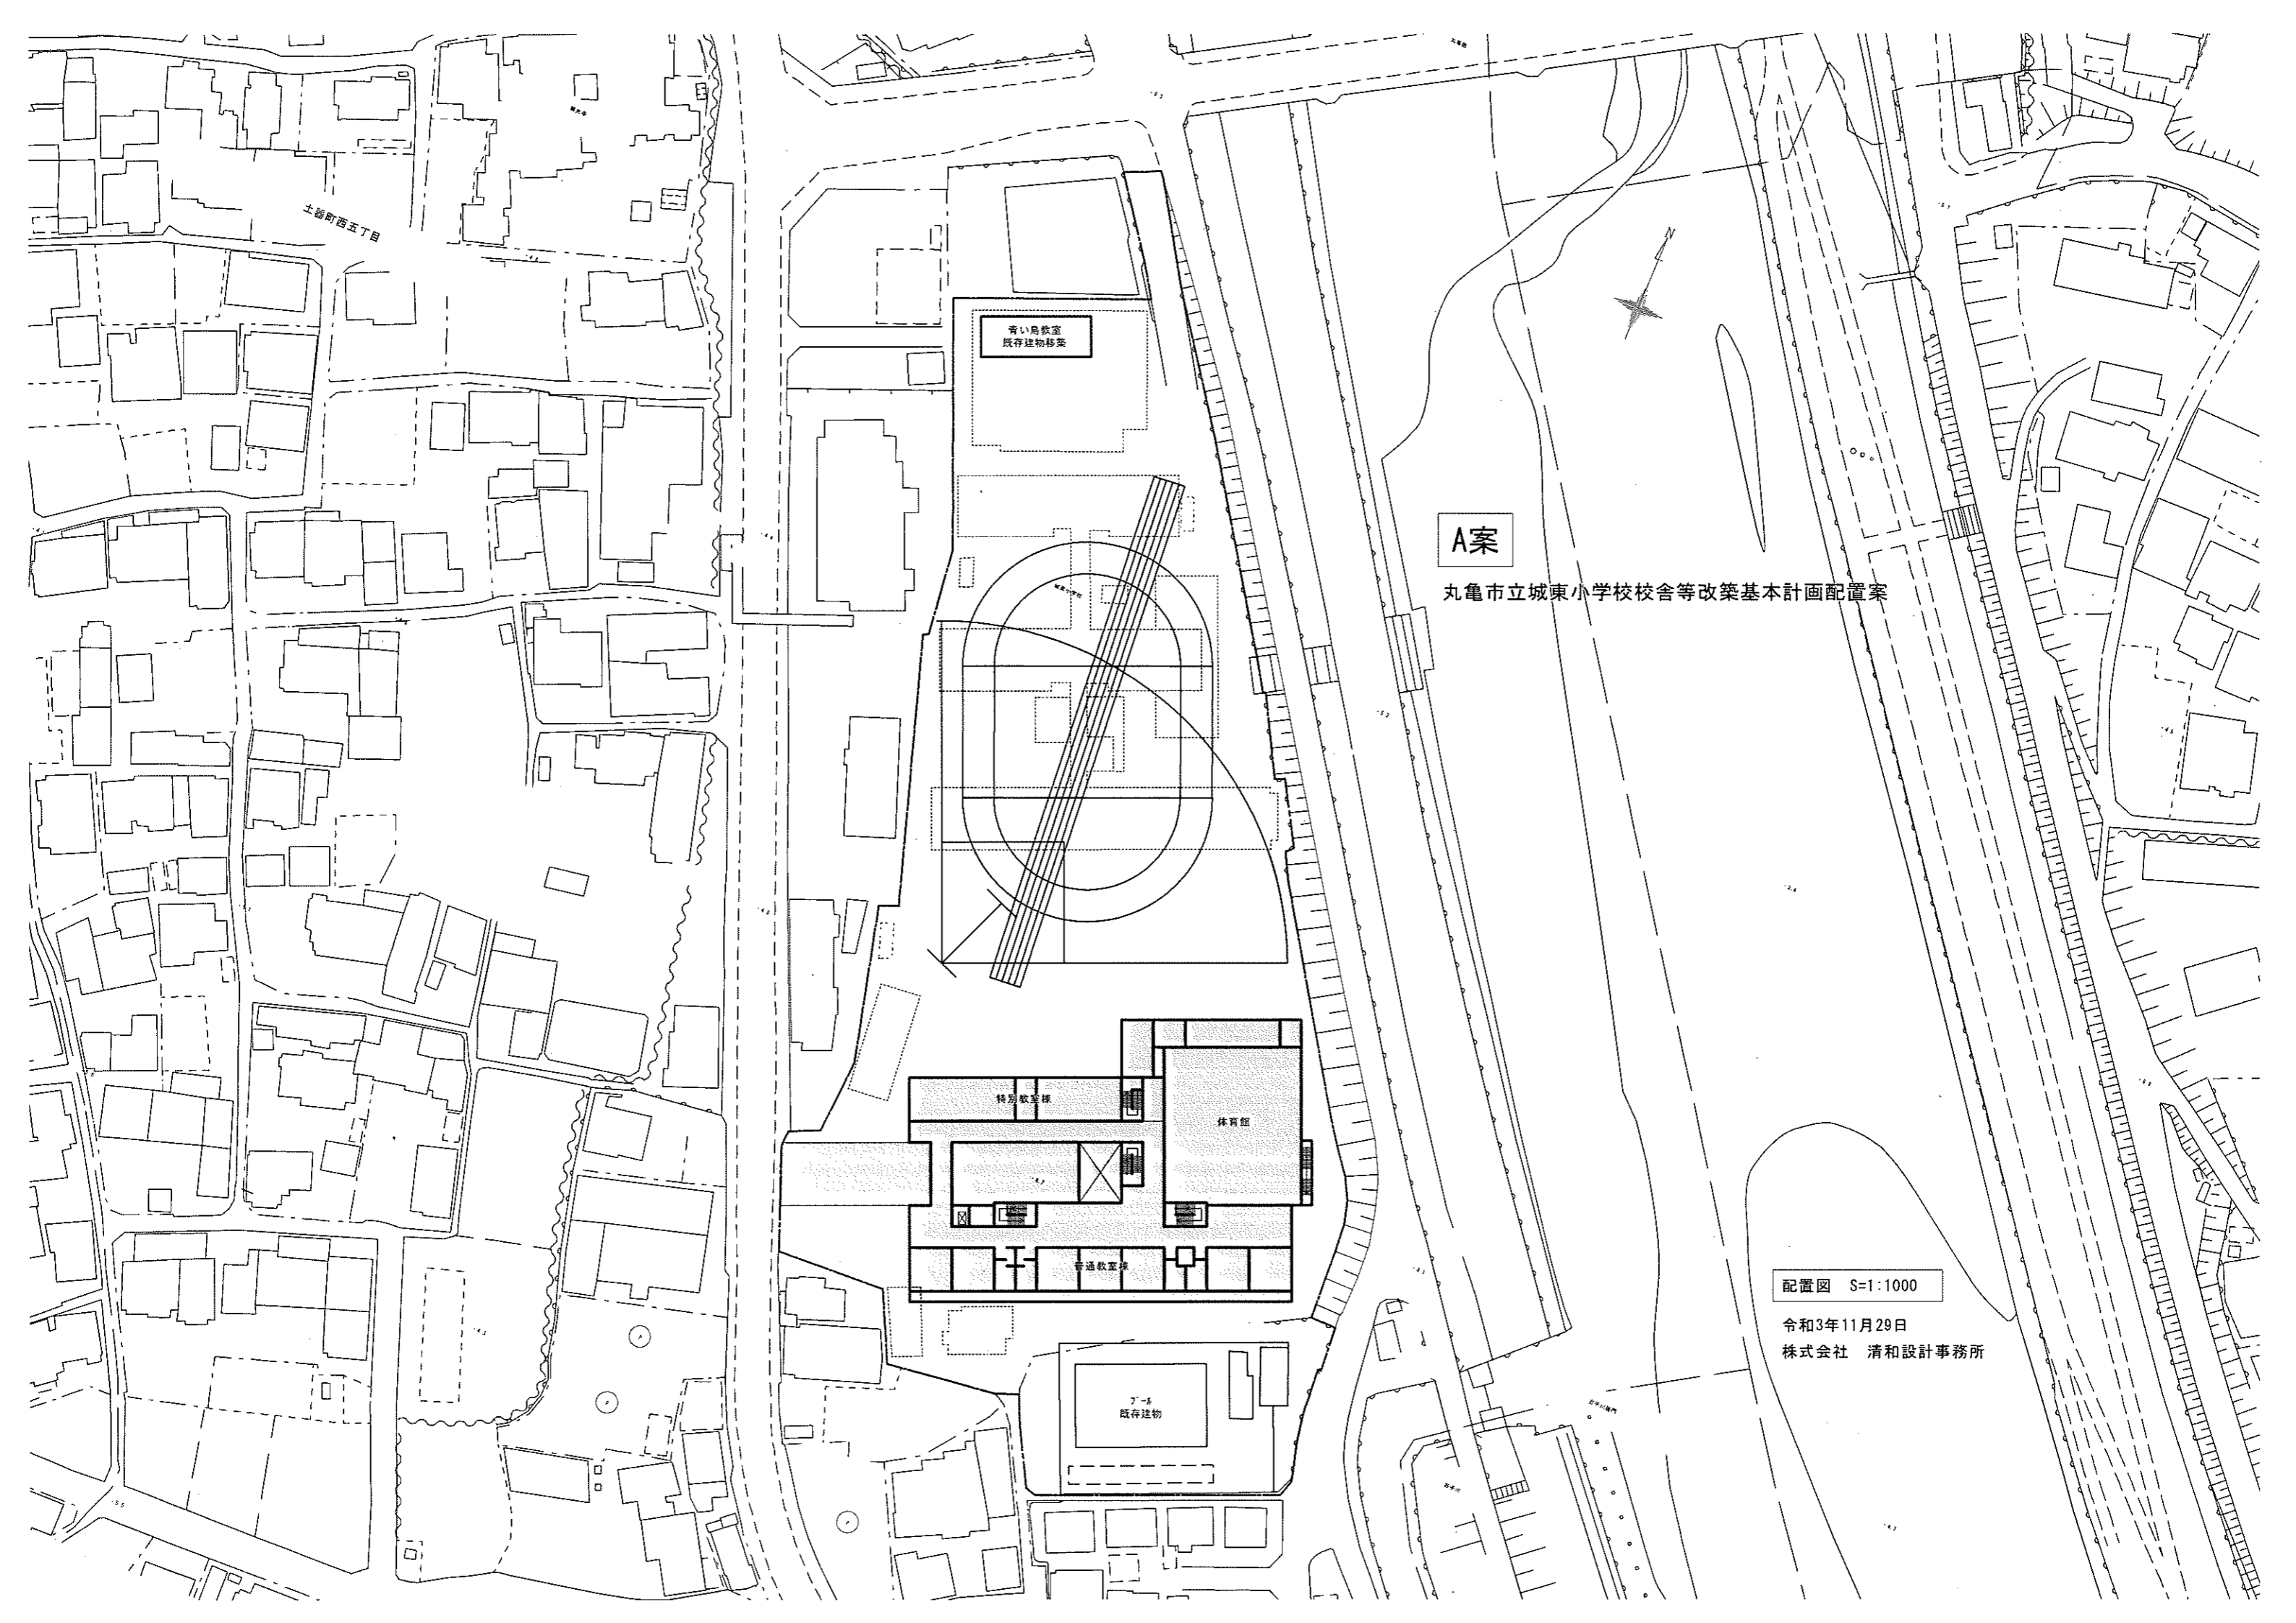 土器町西五丁目
N
青い鳥教室
既存建物移築
A案
丸亀市立城東小学校校舎等改築基本計画配置案
特別教室棟
体育館
普通教室棟
配置図 S=1:1000
令和3年11月29日
株式会社 清和設計事務所
プール
既存建物